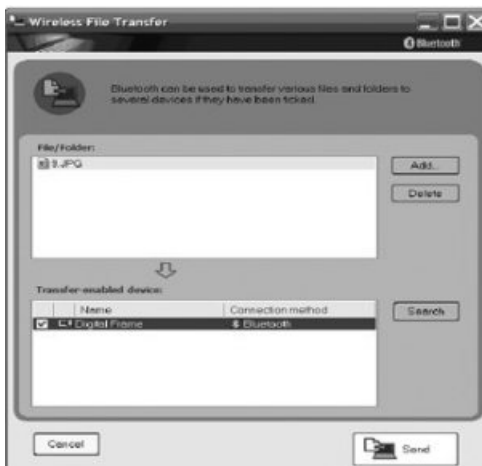 Wireless File Transfer
Bluetooth
Bluetooth can be used to transfer various files and folders to
several devices if they have been ticked.
File/Folder:
9.JPG
Add...
Delete
Transfer-enabled device:
Name Connection method
Digital Frame Bluetooth
Search
Cancel
Send